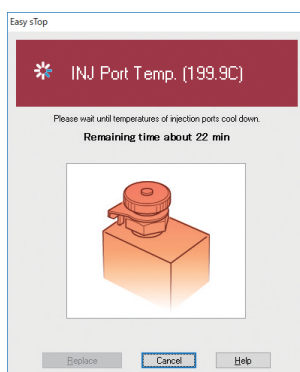 Easy sTop
INJ Port Temp. (199.9C)
Please wait until temperatures of injection ports cool down.
Remaining time about 22 min
Replace
Cancel
Help